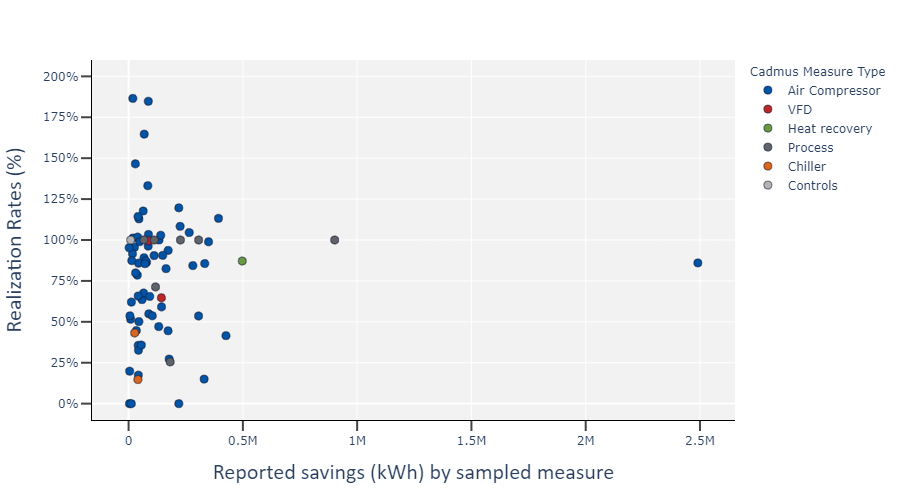 Cadmus Measure Type
Air Compressor
VFD
Heat recovery
Process
Chiller
Controls
Realization Rates (%)
200%
175%
150%
125%
100%
75%
50%
25%
0%
0
0.5M
1M
1.5M
2M
2.5M
Reported savings (kWh) by sampled measure